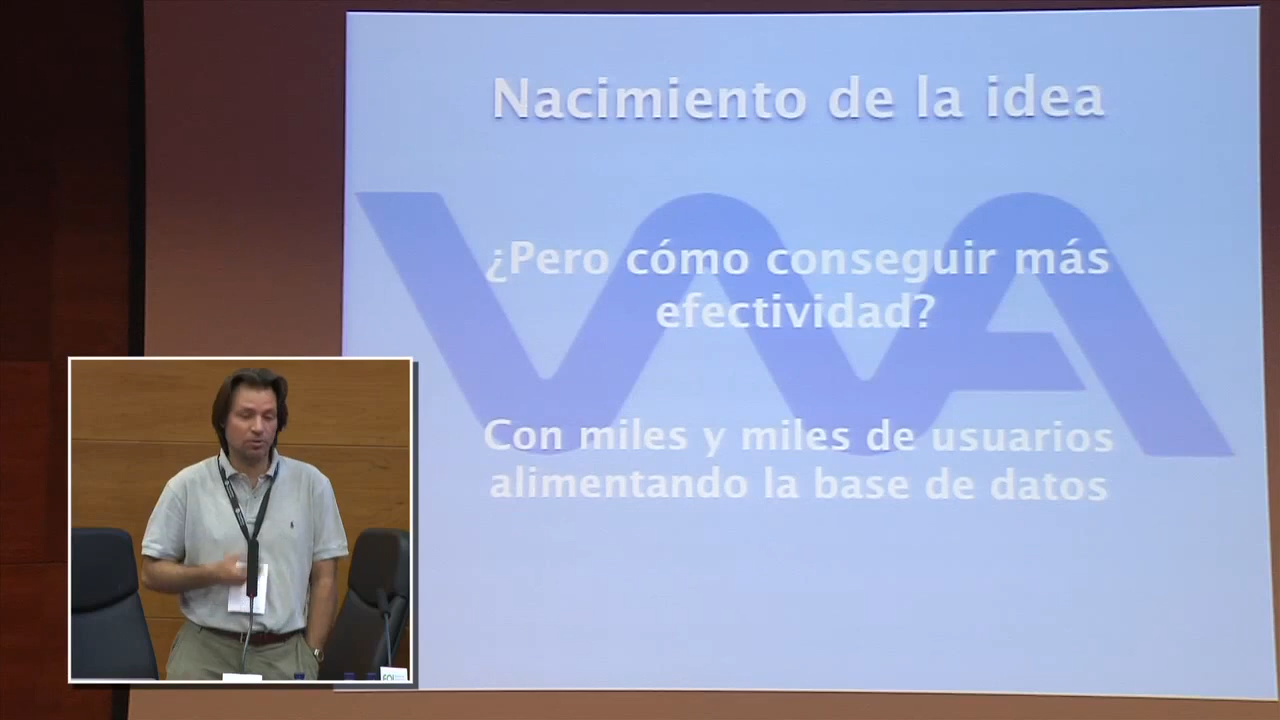 Nacimiento de la idea
¿Pero cómo conseguir más
efectividad?
Con miles y miles de usuarios
alimentando la base de datos
EOI